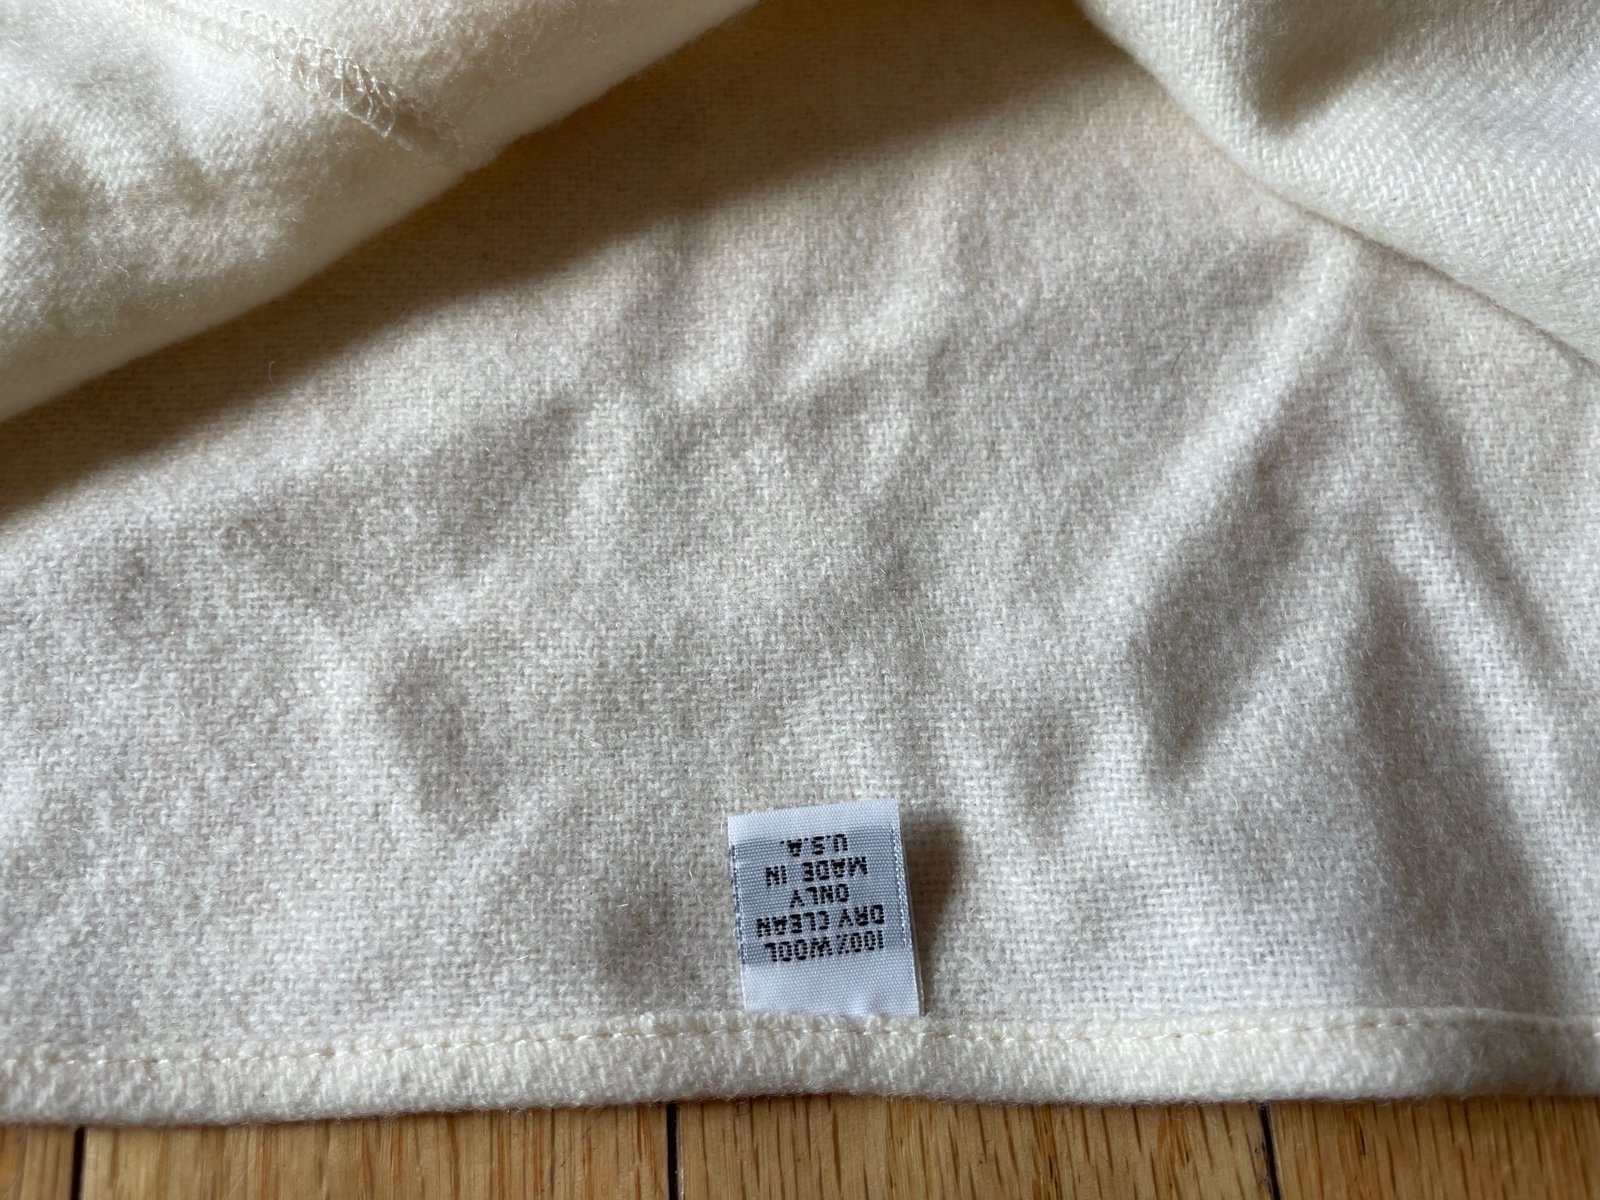 100% WOOL
DRY CLEAN
ONLY
MADE IN
U.S.A.